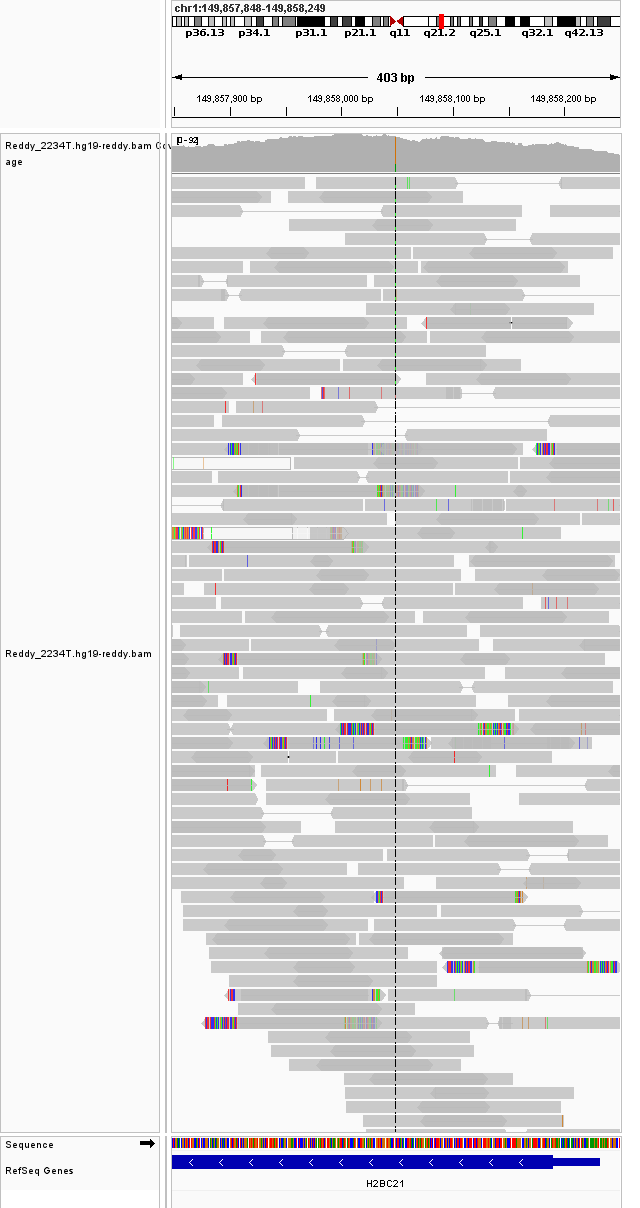 chr1:149,857,848-149,858,249
p36.13 p34.1 p31.1 p21.1 q11 q21.2 q25.1 q32.1 q42.13
403 bp
149,857,900 bp 149,858,000 bp 149,858,100 bp 149,858,200 bp
Reddy_2234T.hg19-reddy.bam Cov
age
[0-92]
Reddy_2234T.hg19-reddy.bam
Sequence
RefSeq Genes
H2BC21